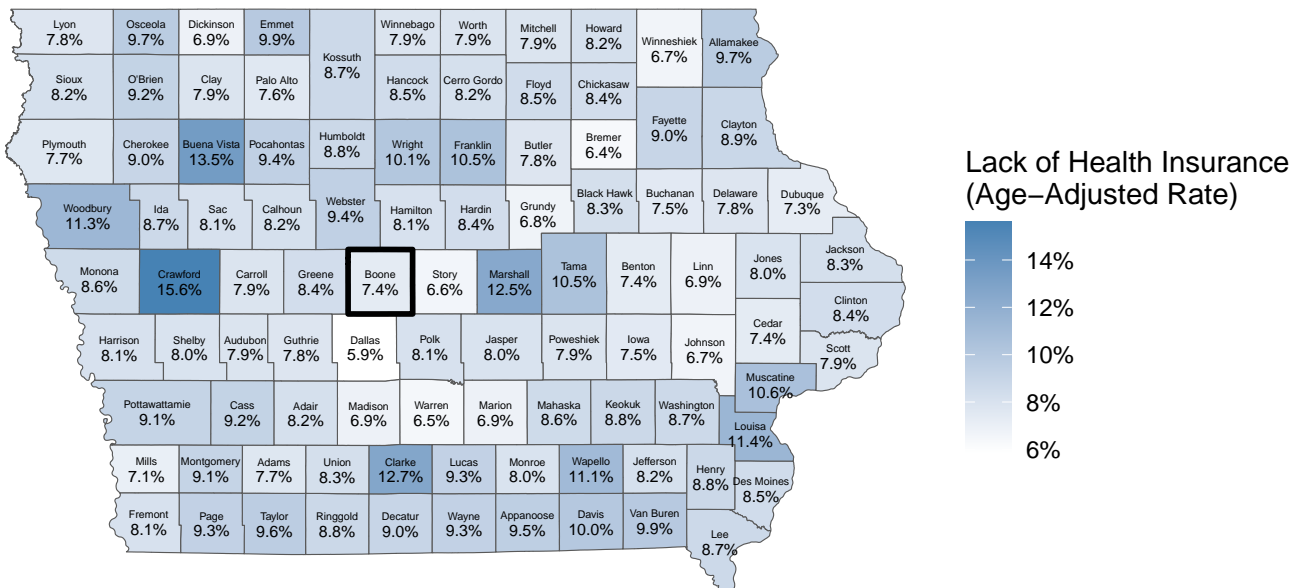 Lyon
7.8%
Osceola
9.7%
Dickinson
6.9%
Emmet
9.9%
Kossuth
8.7%
Winnebago
7.9%
Worth
7.9%
Mitchell
7.9%
Howard
8.2%
Winneshiek
6.7%
Allamakee
9.7%
Sioux
8.2%
O'Brien
9.2%
Clay
7.9%
Palo Alto
7.6%
Hancock
8.5%
Cerro Gordo
8.2%
Floyd
8.5%
Chickasaw
8.4%
Fayette
9.0%
Clayton
8.9%
Plymouth
7.7%
Cherokee
9.0%
Buena Vista
13.5%
Pocahontas
9.4%
Humboldt
8.8%
Wright
10.1%
Franklin
10.5%
Butler
7.8%
Bremer
6.4%
Woodbury
11.3%
Ida
8.7%
Sac
8.1%
Calhoun
8.2%
Webster
9.4%
Hamilton
8.1%
Hardin
8.4%
Grundy
6.8%
Black Hawk
8.3%
Buchanan
7.5%
Delaware
7.8%
Dubuque
7.3%
Monona
8.6%
Crawford
15.6%
Carroll
7.9%
Greene
8.4%
Boone
7.4%
Story
6.6%
Marshall
12.5%
Tama
10.5%
Benton
7.4%
Linn
6.9%
Jones
8.0%
Jackson
8.3%
Clinton
8.4%
Harrison
8.1%
Shelby
8.0%
Audubon
7.9%
Guthrie
7.8%
Dallas
5.9%
Polk
8.1%
Jasper
8.0%
Poweshiek
7.9%
Iowa
7.5%
Johnson
6.7%
Cedar
7.4%
Scott
7.9%
Muscatine
10.6%
Pottawattamie
9.1%
Cass
9.2%
Adair
8.2%
Madison
6.9%
Warren
6.5%
Marion
6.9%
Mahaska
8.6%
Keokuk
8.8%
Washington
8.7%
Louisa
11.4%
Mills
7.1%
Montgomery
9.1%
Adams
7.7%
Union
8.3%
Clarke
12.7%
Lucas
9.3%
Monroe
8.0%
Wapello
11.1%
Jefferson
8.2%
Henry
8.8%
Des Moines
8.5%
Fremont
8.1%
Page
9.3%
Taylor
9.6%
Ringgold
8.8%
Decatur
9.0%
Wayne
9.3%
Appanoose
9.5%
Davis
10.0%
Van Buren
9.9%
Lee
8.7%
Lack of Health Insurance
(Age−Adjusted Rate)
14%
12%
10%
8%
6%